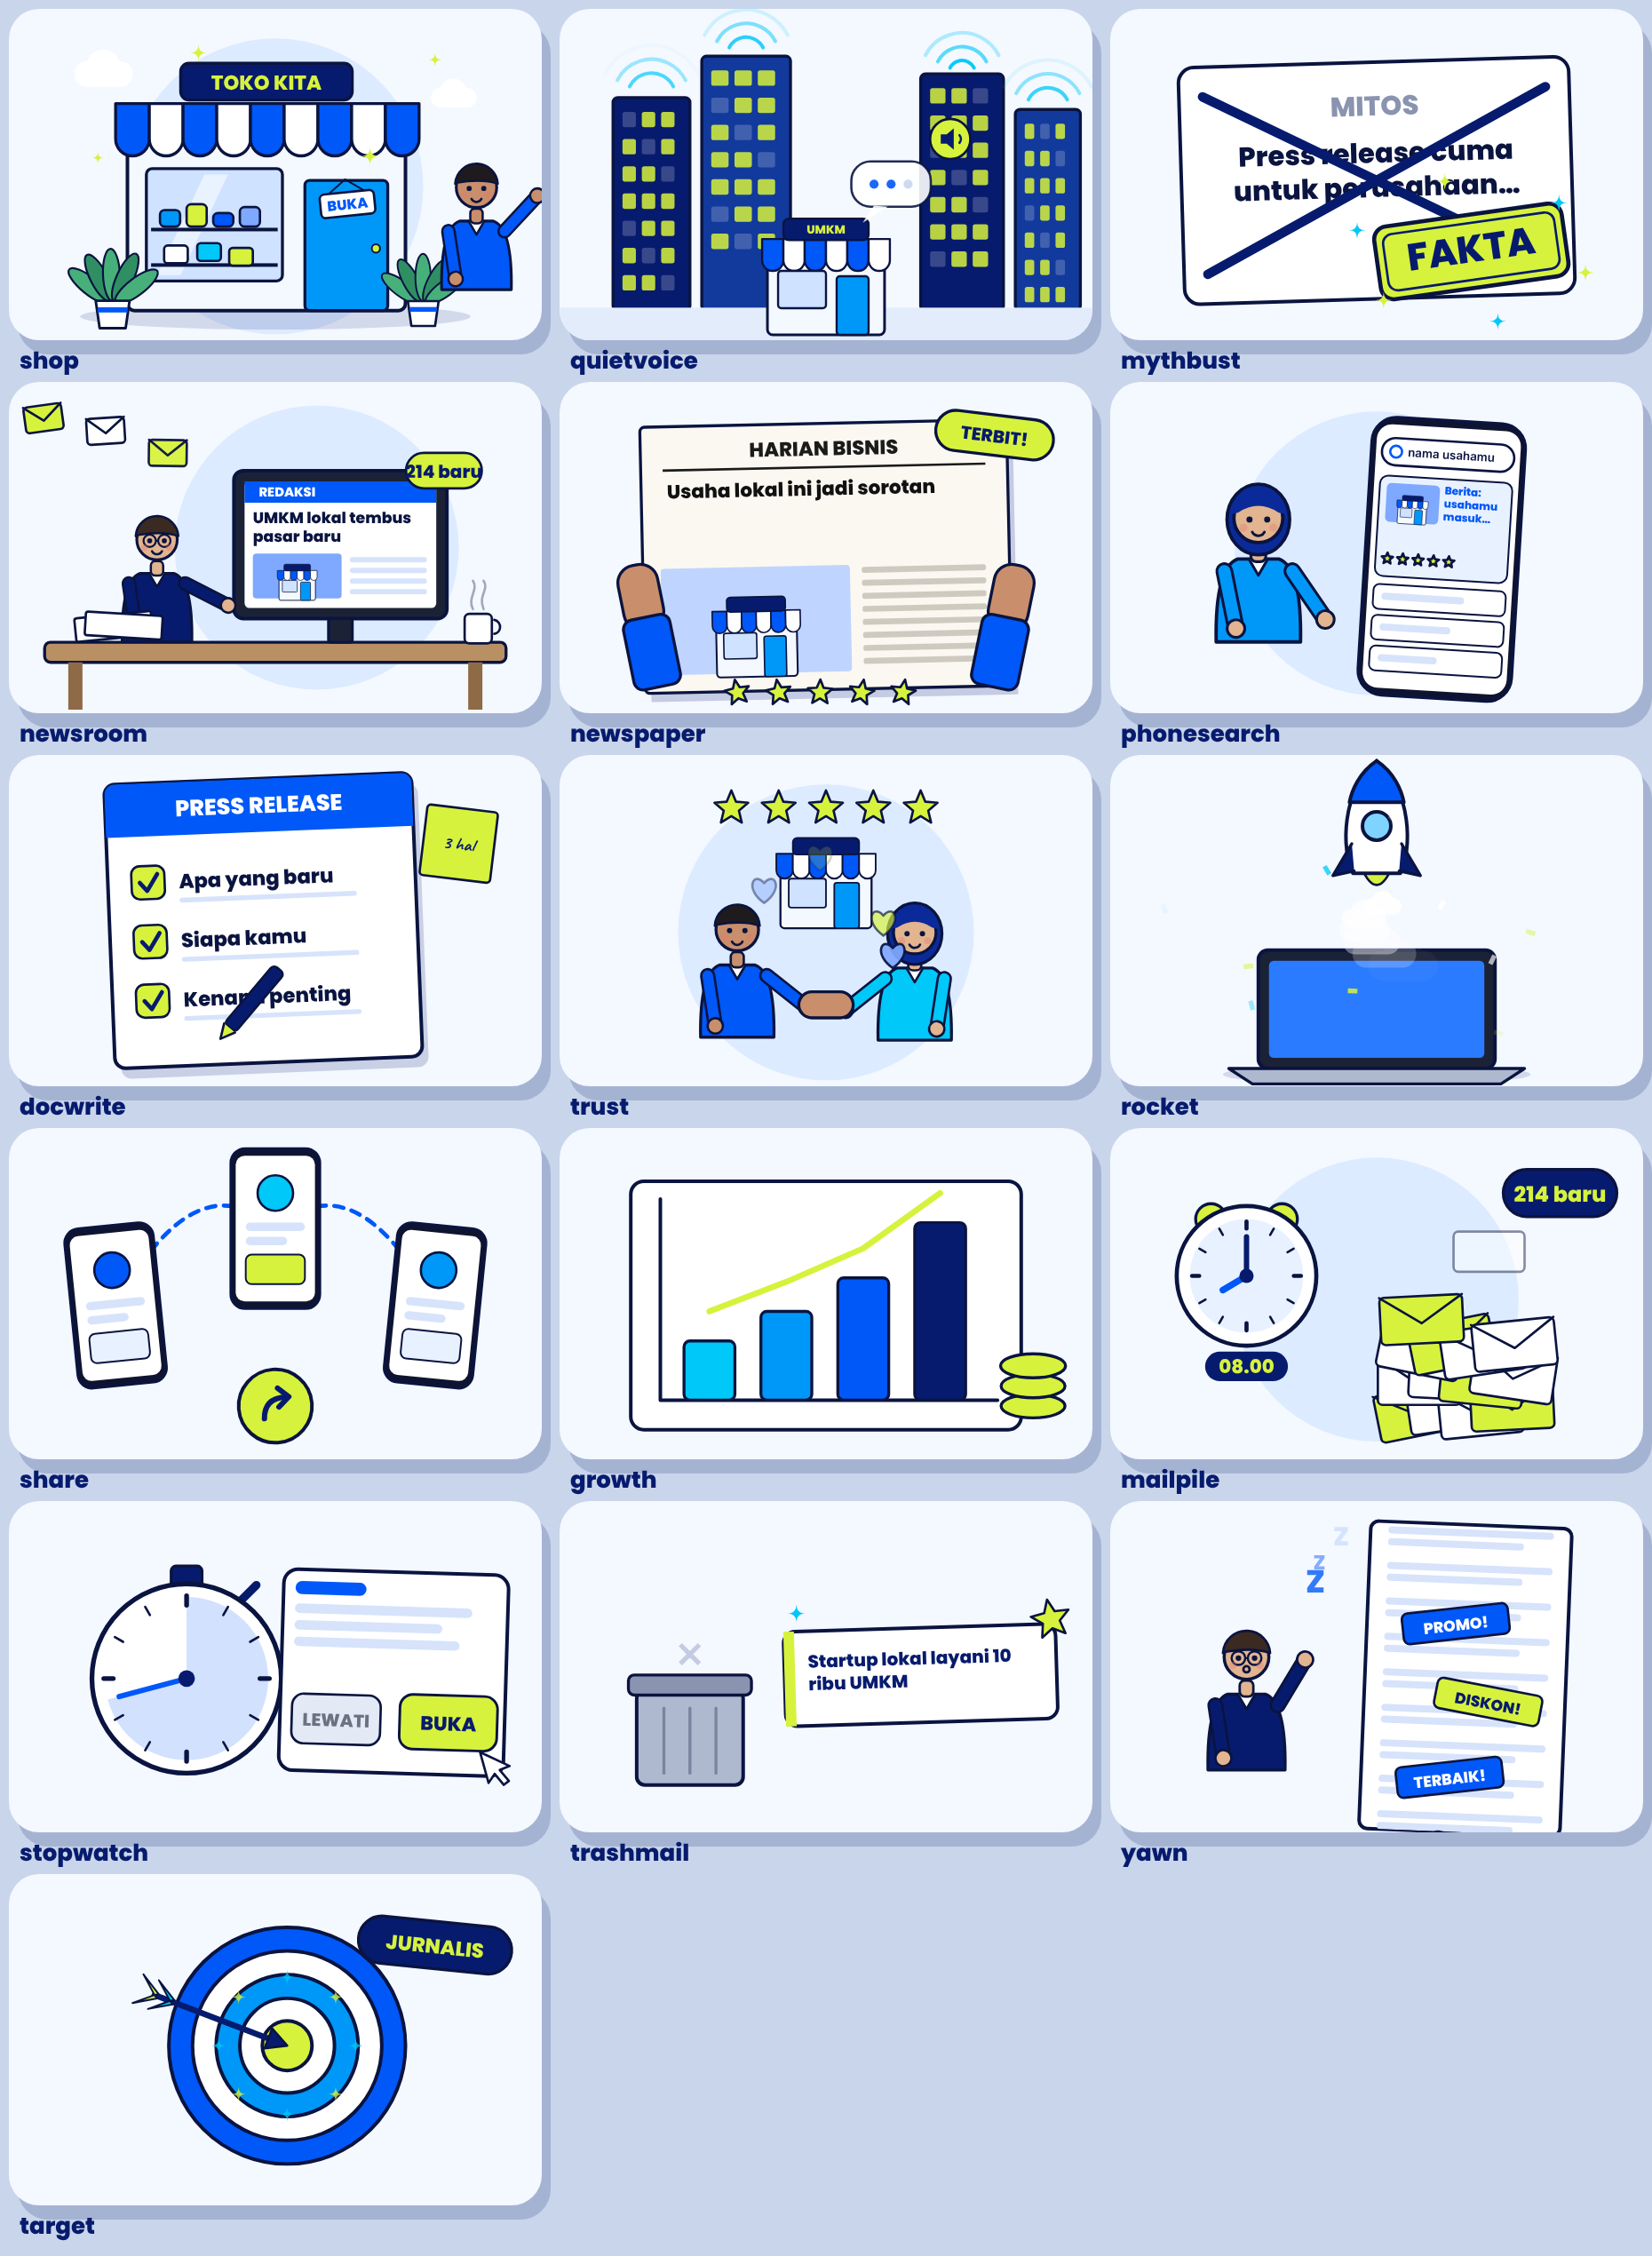 TOKO KITA
BUKA
shop
UMKM
quietvoice
MITOS
Press release cuma
untuk perusahaan...
FAKTA
mythbust
214 baru
REDAKSI
UMKM lokal tembus
pasar baru
newsroom
TERBIT!
HARIAN BISNIS
Usaha lokal ini jadi sorotan
newspaper
nama usahamu
Berita:
usahamu
masuk...
phonesearch
PRESS RELEASE
3 hal
Apa yang baru
Siapa kamu
Kenapa penting
docwrite
trust
rocket
share
growth
214 baru
08.00
mailpile
LEWATI
BUKA
stopwatch
Startup lokal layani 10
ribu UMKM
trashmail
Z
Z
Z
PROMO!
DISKON!
TERBAIK!
yawn
JURNALIS
target